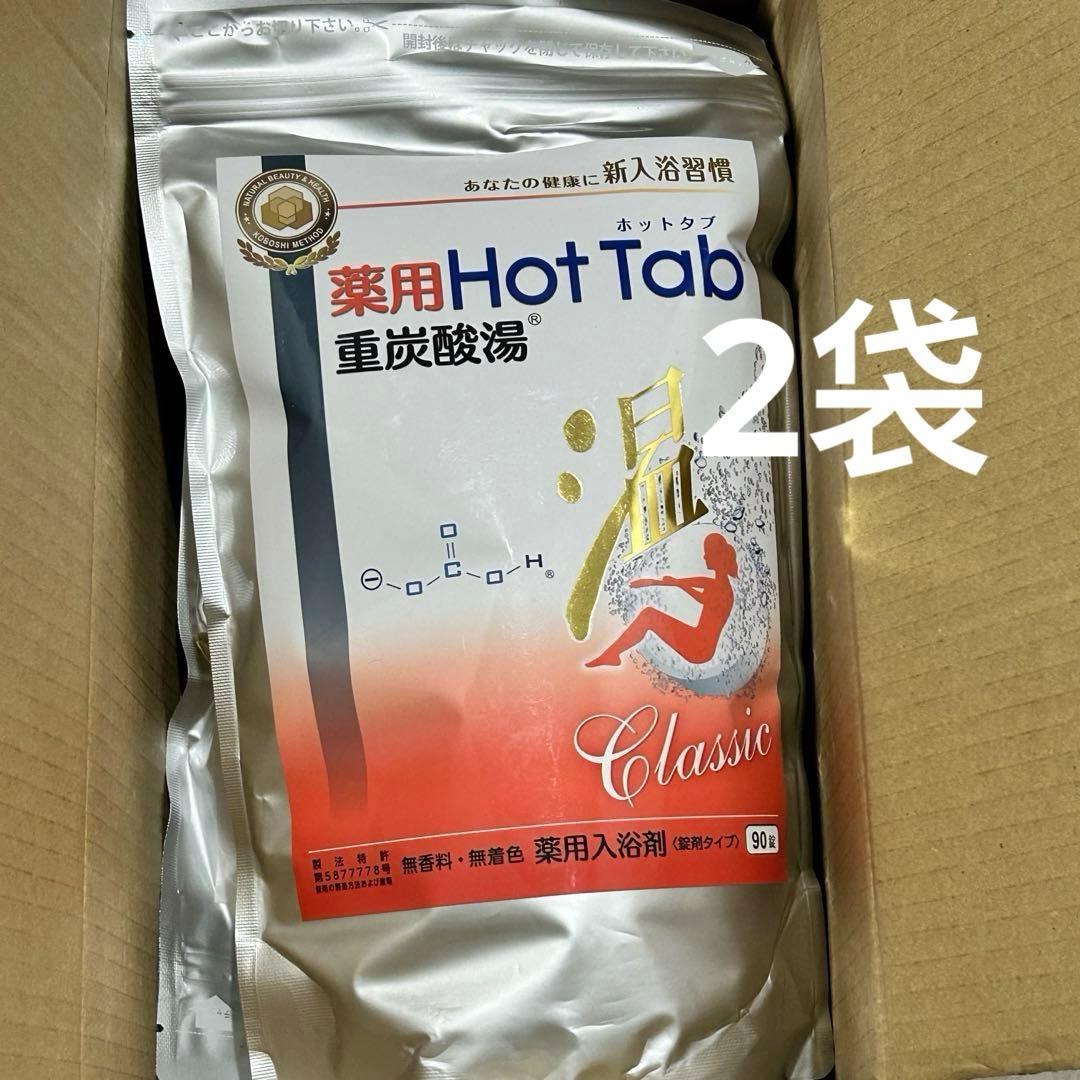 ここからお切り下さい。
開封後はチャックを閉じて保存して下さい
NATURAL BEAUTY & HEALTH
KOBOSHI METHOD
あなたの健康に 新入浴習慣
ホットタブ
薬用Hot Tab
重炭酸湯®
2袋
温
O
⊖ O C O H ®
Classic
製法特許
第5877778号
無香料・無着色 薬用入浴剤〈錠剤タイプ〉 90錠